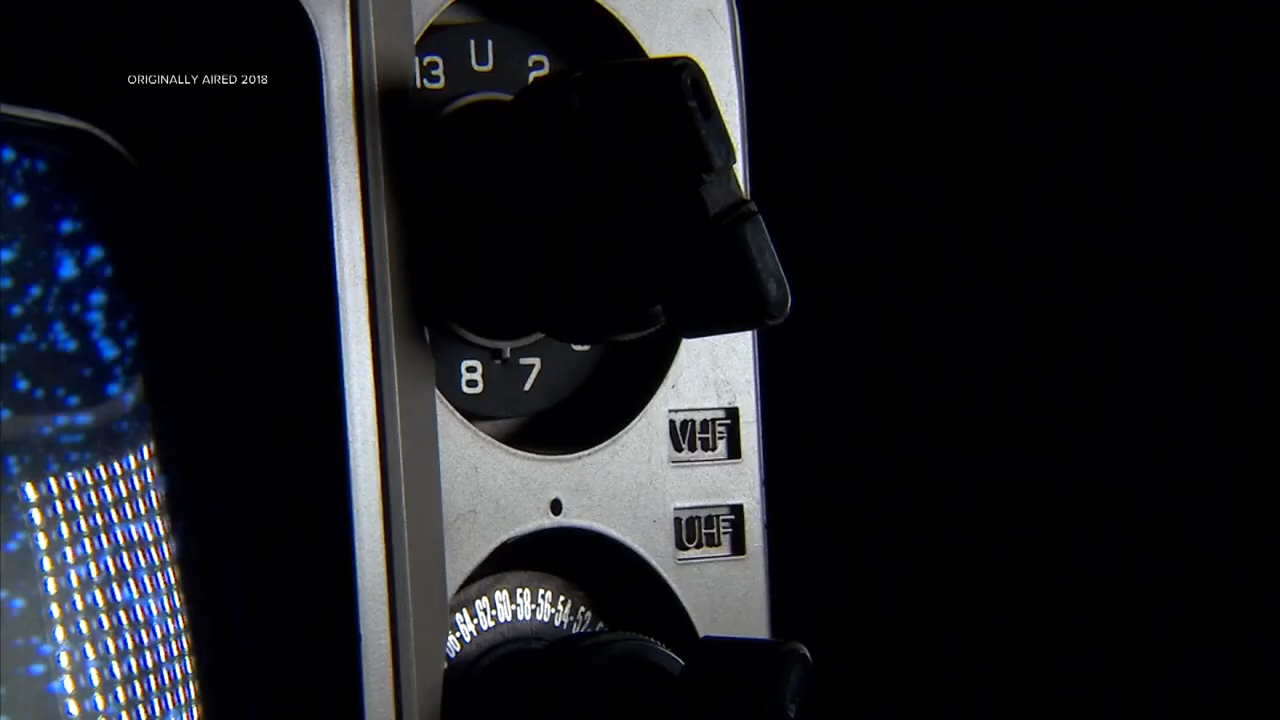 ORIGINALLY AIRED 2018
13 U 2
8 7
VHF
UHF
64-62-60-58-56-54-52